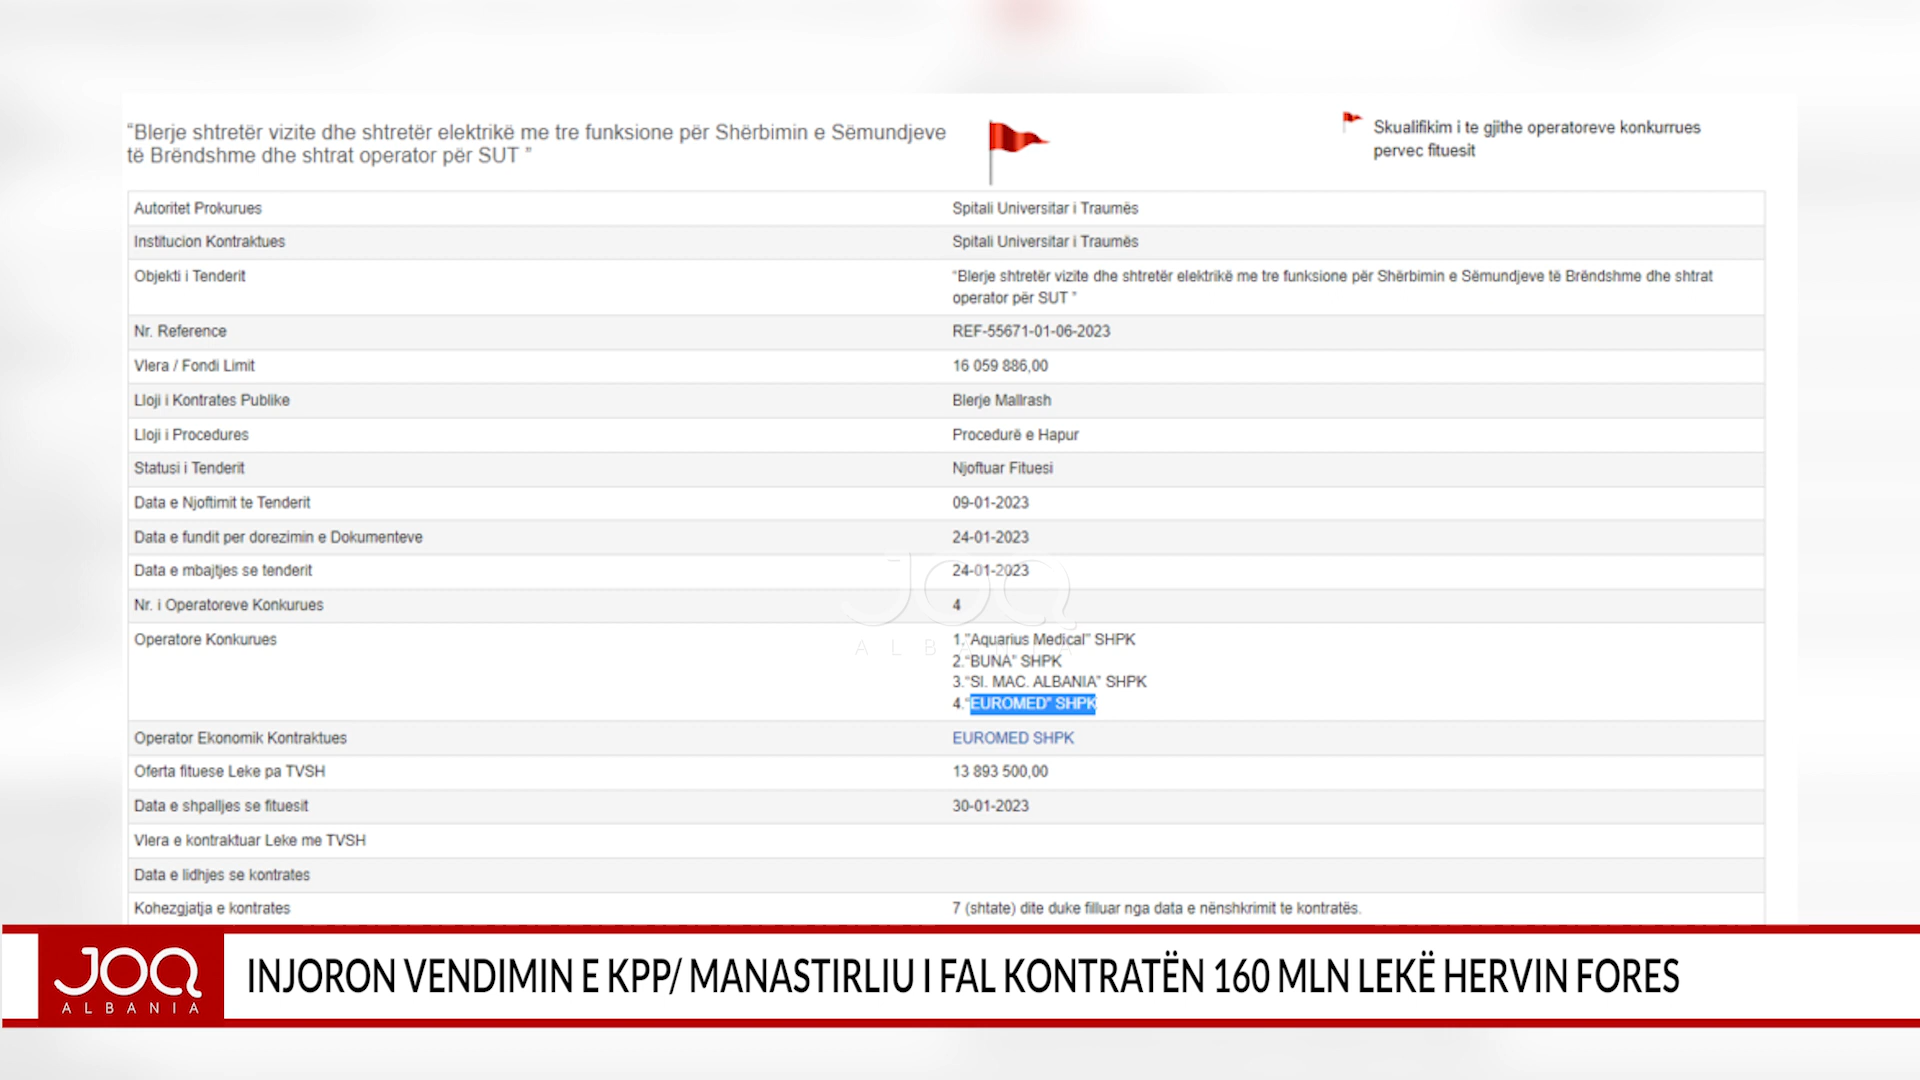 “Blerje shtretër vizite dhe shtretër elektrikë me tre funksione për Shërbimin e Sëmundjeve
të Brëndshme dhe shtrat operator për SUT ”
Skualifikim i te gjithe operatoreve konkurrues
pervec fituesit
Autoritet Prokurues Spitali Universitar i Traumës
Institucion Kontraktues Spitali Universitar i Traumës
Objekti i Tenderit “Blerje shtretër vizite dhe shtretër elektrikë me tre funksione për Shërbimin e Sëmundjeve të Brëndshme dhe shtrat
operator për SUT ”
Nr. Reference REF-55671-01-06-2023
Vlera / Fondi Limit 16 059 886,00
Lloji i Kontrates Publike Blerje Mallrash
Lloji i Procedures Procedurë e Hapur
Statusi i Tenderit Njoftuar Fituesi
Data e Njoftimit te Tenderit 09-01-2023
Data e fundit per dorezimin e Dokumenteve 24-01-2023
Data e mbajtjes se tenderit 24-01-2023
Nr. i Operatoreve Konkurues 4
Operatore Konkurues 1.“Aquarius Medical” SHPK
2.“BUNA” SHPK
3.“SI. MAC. ALBANIA” SHPK
4.“EUROMED” SHPK
Operator Ekonomik Kontraktues EUROMED SHPK
Oferta fituese Leke pa TVSH 13 893 500,00
Data e shpalljes se fituesit 30-01-2023
Vlera e kontraktuar Leke me TVSH
Data e lidhjes se kontrates
Kohezgjatja e kontrates 7 (shtate) dite duke filluar nga data e nënshkrimit te kontratës.
JOQ
ALBANIA
JOQ
ALBANIA
INJORON VENDIMIN E KPP/ MANASTIRLIU I FAL KONTRATËN 160 MLN LEKË HERVIN FORES